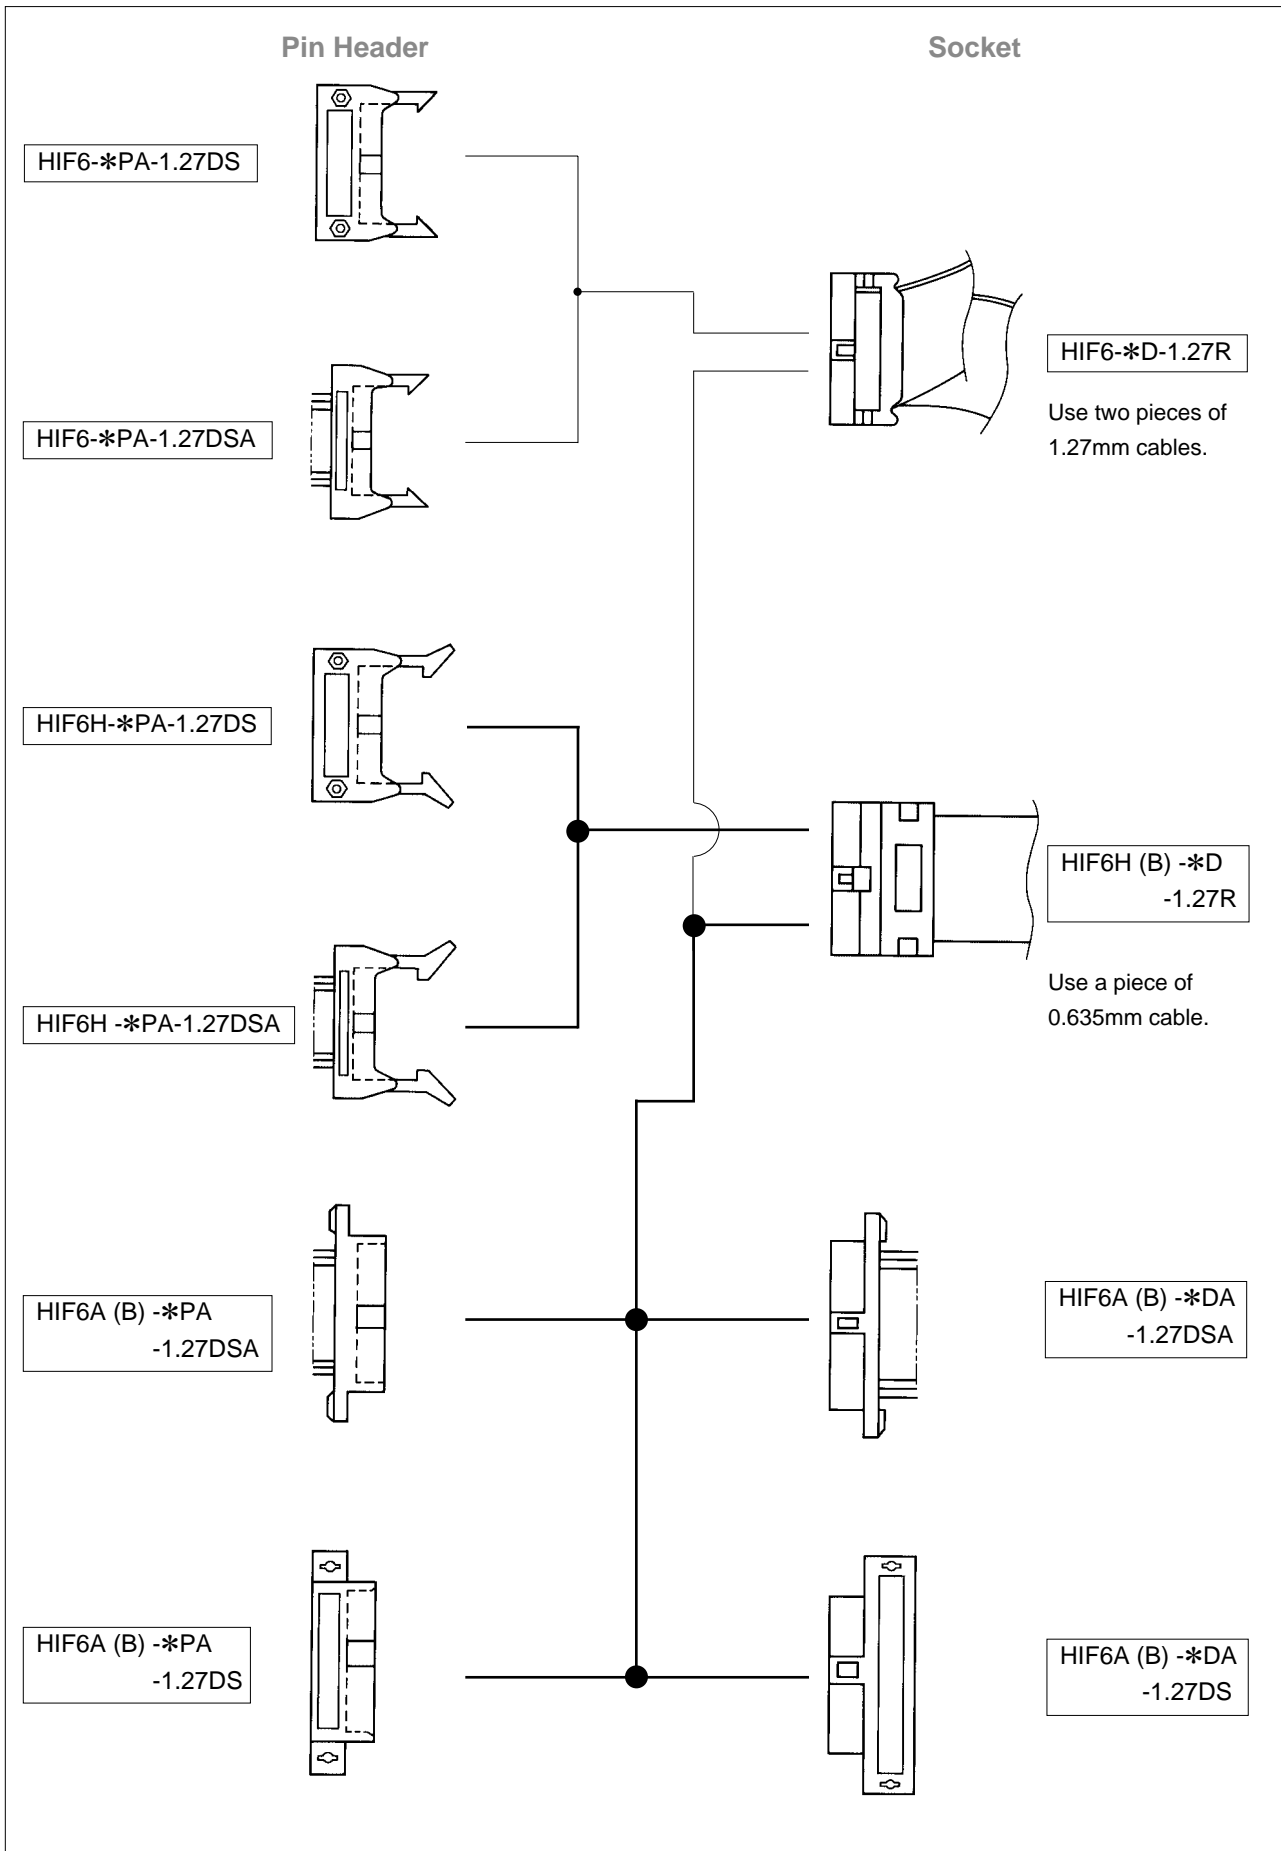 Pin Header
Socket
HIF6-✻PA-1.27DS
HIF6-✻D-1.27R
Use two pieces of
1.27mm cables.
HIF6-✻PA-1.27DSA
HIF6H-✻PA-1.27DS
HIF6H (B) -✻D
-1.27R
Use a piece of
0.635mm cable.
HIF6H -✻PA-1.27DSA
HIF6A (B) -✻PA
-1.27DSA
HIF6A (B) -✻DA
-1.27DSA
HIF6A (B) -✻PA
-1.27DS
HIF6A (B) -✻DA
-1.27DS